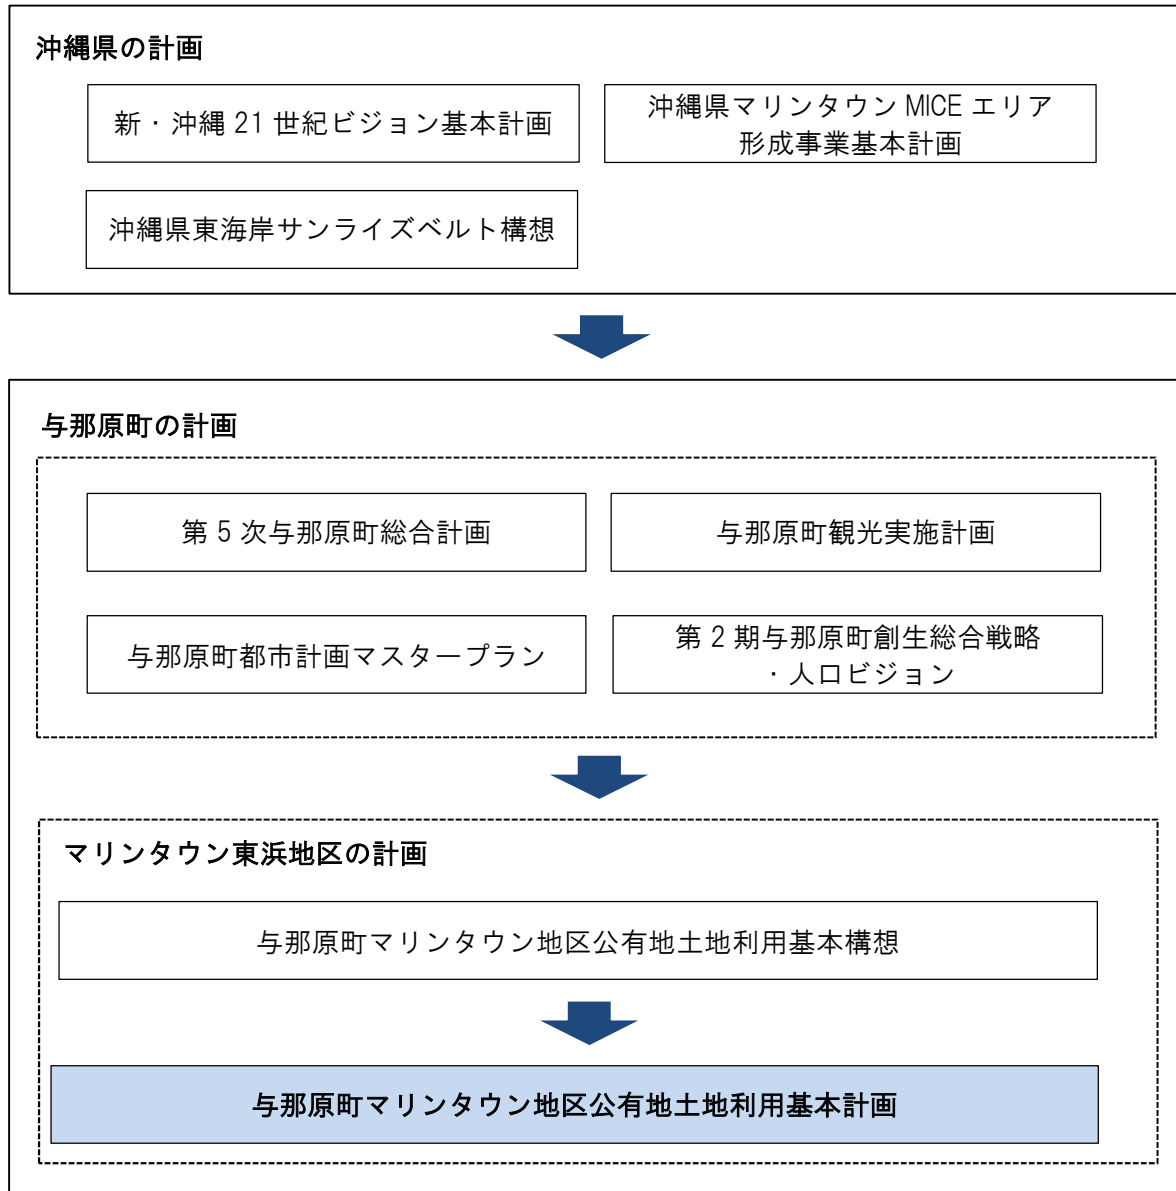 沖縄県の計画
新・沖縄 21 世紀ビジョン基本計画
沖縄県マリンタウン MICE エリア
形成事業基本計画
沖縄県東海岸サンライズベルト構想
与那原町の計画
第 5 次与那原町総合計画
与那原町観光実施計画
与那原町都市計画マスタープラン
第 2 期与那原町創生総合戦略
・人口ビジョン
マリンタウン東浜地区の計画
与那原町マリンタウン地区公有地土地利用基本構想
与那原町マリンタウン地区公有地土地利用基本計画